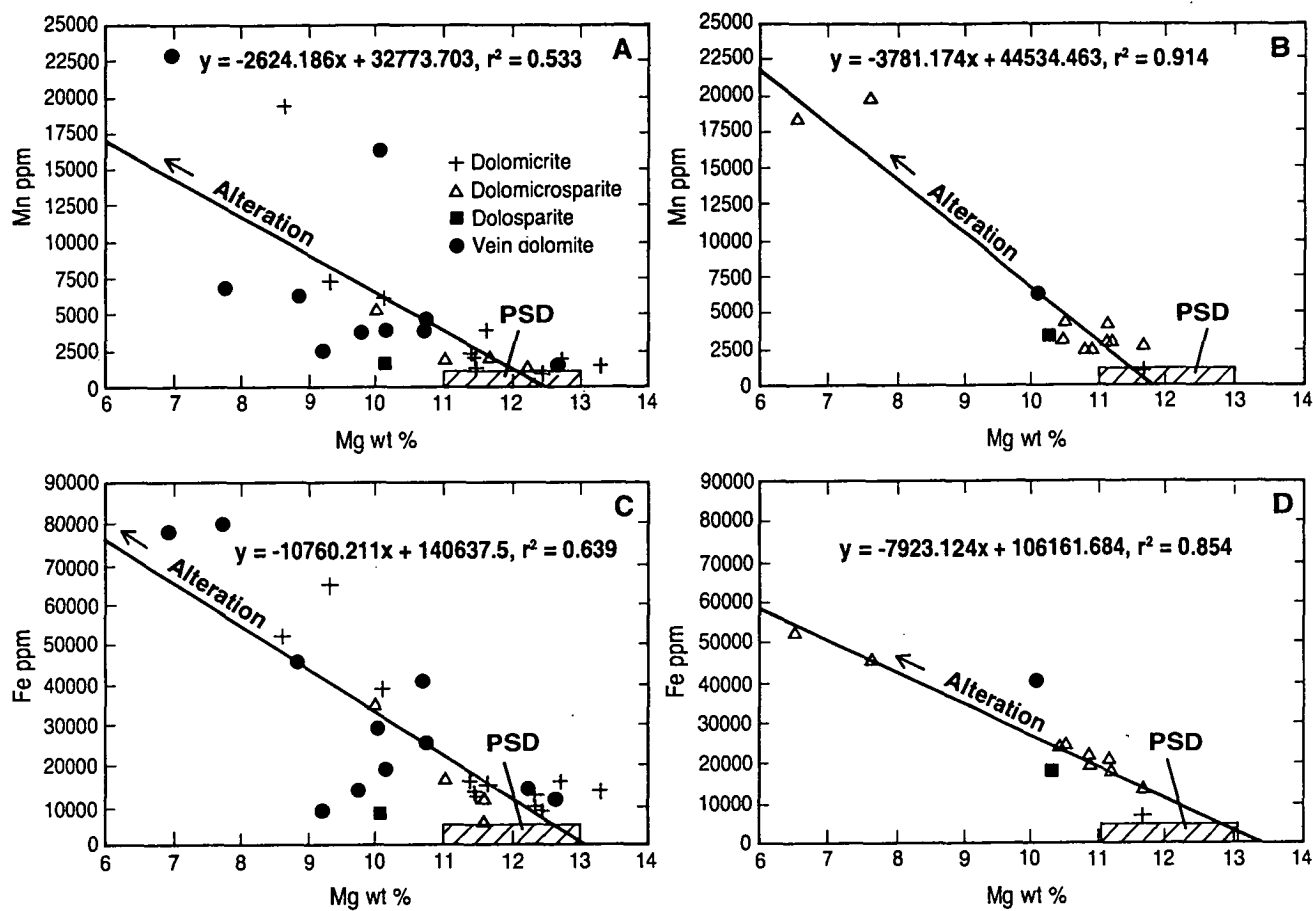 y = -2624.186x + 32773.703, r² = 0.533
A
Mn ppm
25000
22500
20000
17500
15000
12500
10000
7500
5000
2500
0
Alteration
+ Dolomicrite
△ Dolomicrosparite
■ Dolosparite
● Vein dolomite
PSD
6 7 8 9 10 11 12 13 14
Mg wt %
y = -3781.174x + 44534.463, r² = 0.914
B
Mn ppm
25000
22500
20000
17500
15000
12500
10000
7500
5000
2500
0
Alteration
PSD
6 7 8 9 10 11 12 13 14
Mg wt %
y = -10760.211x + 140637.5, r² = 0.639
C
Fe ppm
90000
80000
70000
60000
50000
40000
30000
20000
10000
0
Alteration
PSD
6 7 8 9 10 11 12 13 14
Mg wt %
y = -7923.124x + 106161.684, r² = 0.854
D
Fe ppm
90000
80000
70000
60000
50000
40000
30000
20000
10000
0
Alteration
PSD
6 7 8 9 10 11 12 13 14
Mg wt %